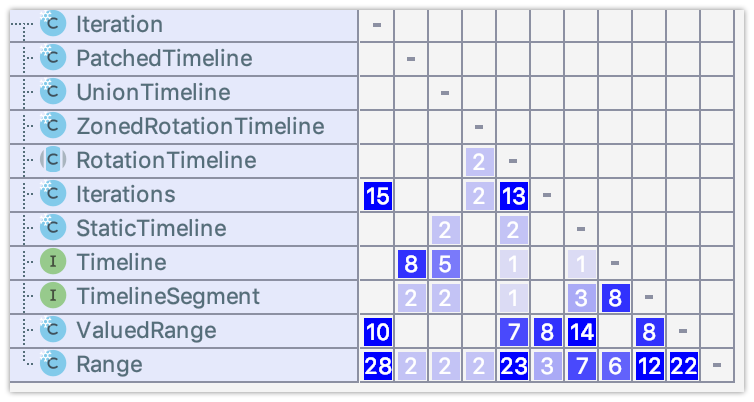 C Iteration -
C PatchedTimeline -
C UnionTimeline -
C ZonedRotationTimeline -
C RotationTimeline 2 -
C Iterations 15 2 13 -
C StaticTimeline 2 2 -
I Timeline 8 5 1 1 -
I TimelineSegment 2 2 1 3 8 -
C ValuedRange 10 7 8 14 8 -
C Range 28 2 2 2 23 3 7 6 12 22 -